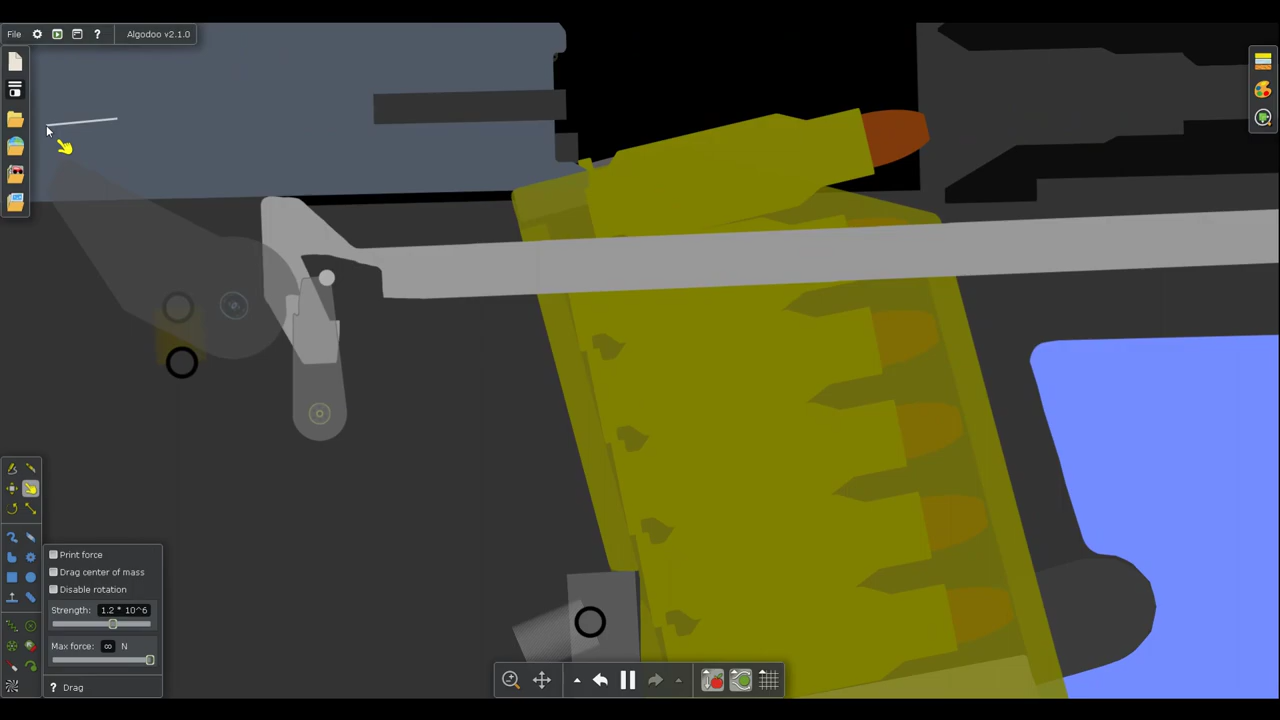 File
?
Algodoo v2.1.0
Print force
Drag center of mass
Disable rotation
Strength: 1.2 * 10^6
Max force: ∞ N
? Drag